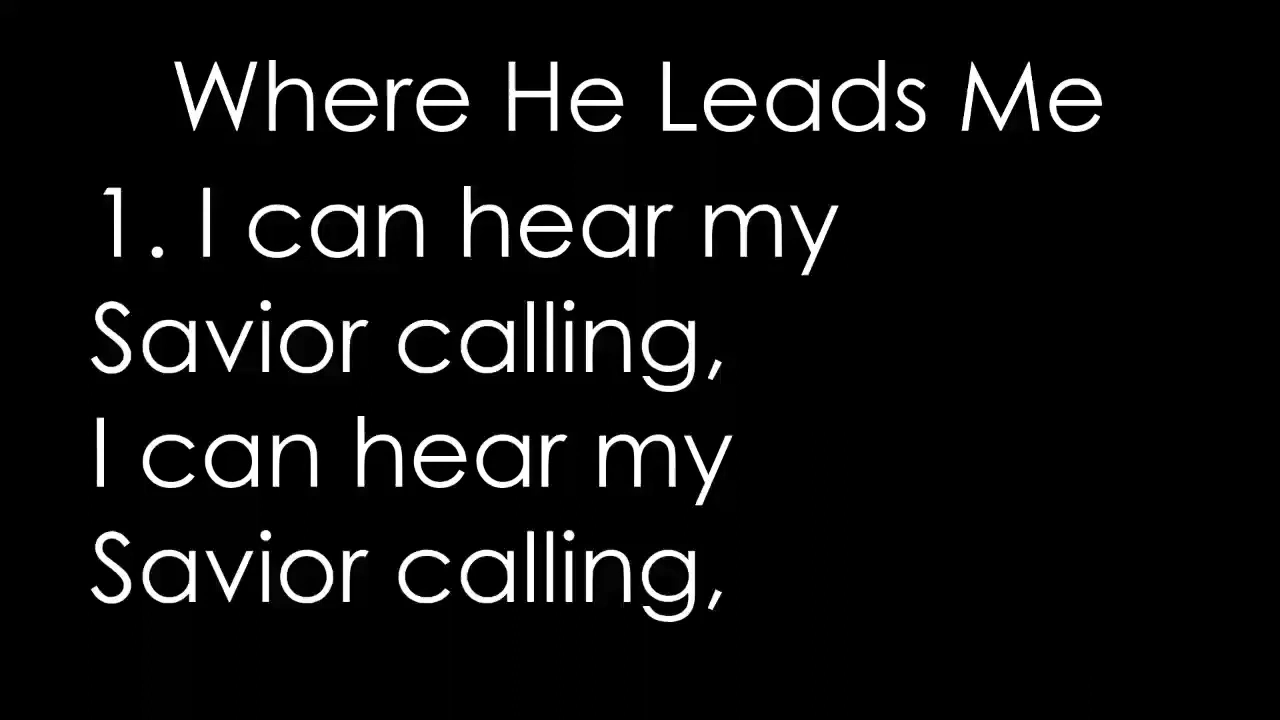 Where He Leads Me
1. I can hear my
Savior calling,
I can hear my
Savior calling,